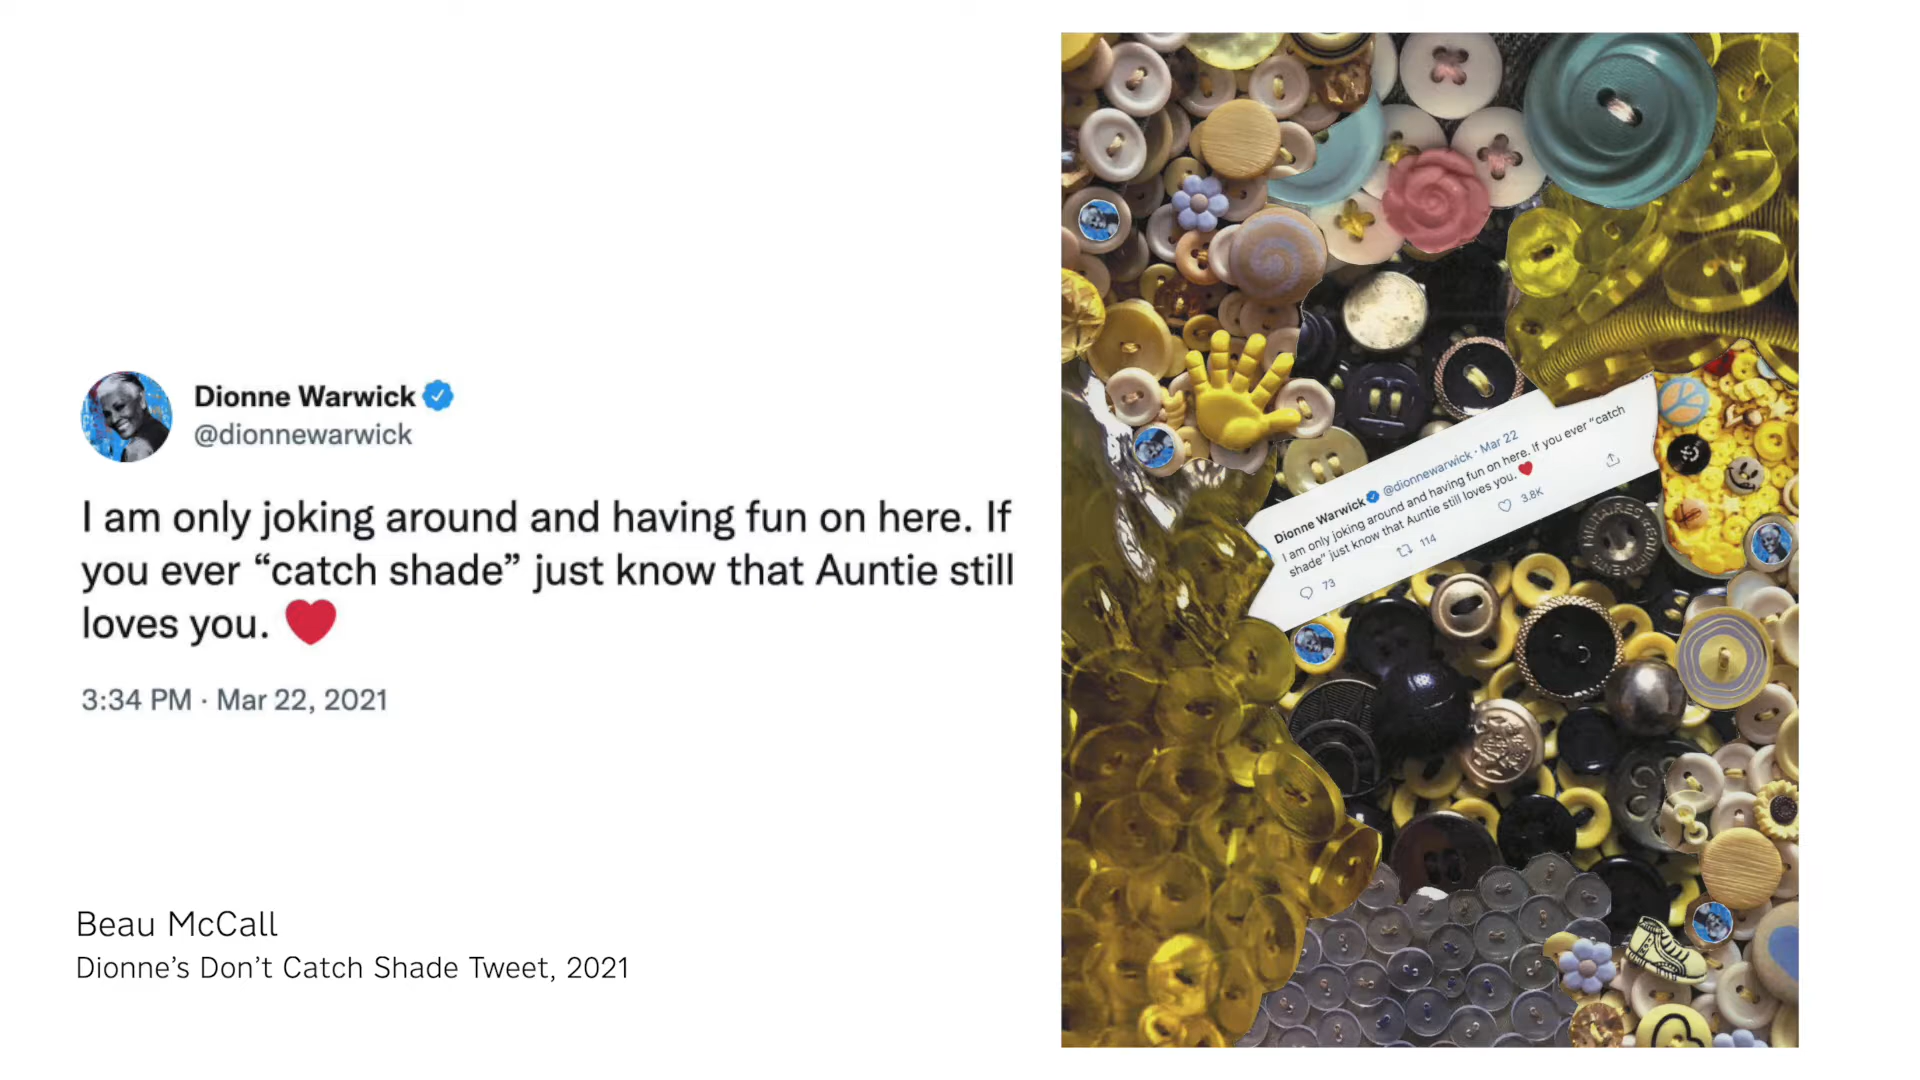 Dionne Warwick
@dionnewarwick
I am only joking around and having fun on here. If
you ever “catch shade” just know that Auntie still
loves you. ❤️
3:34 PM · Mar 22, 2021
Beau McCall
Dionne’s Don’t Catch Shade Tweet, 2021
Dionne Warwick @dionnewarwick · Mar 22
I am only joking around and having fun on here. If you ever “catch
shade” just know that Auntie still loves you. ❤️
73 114 3.8K